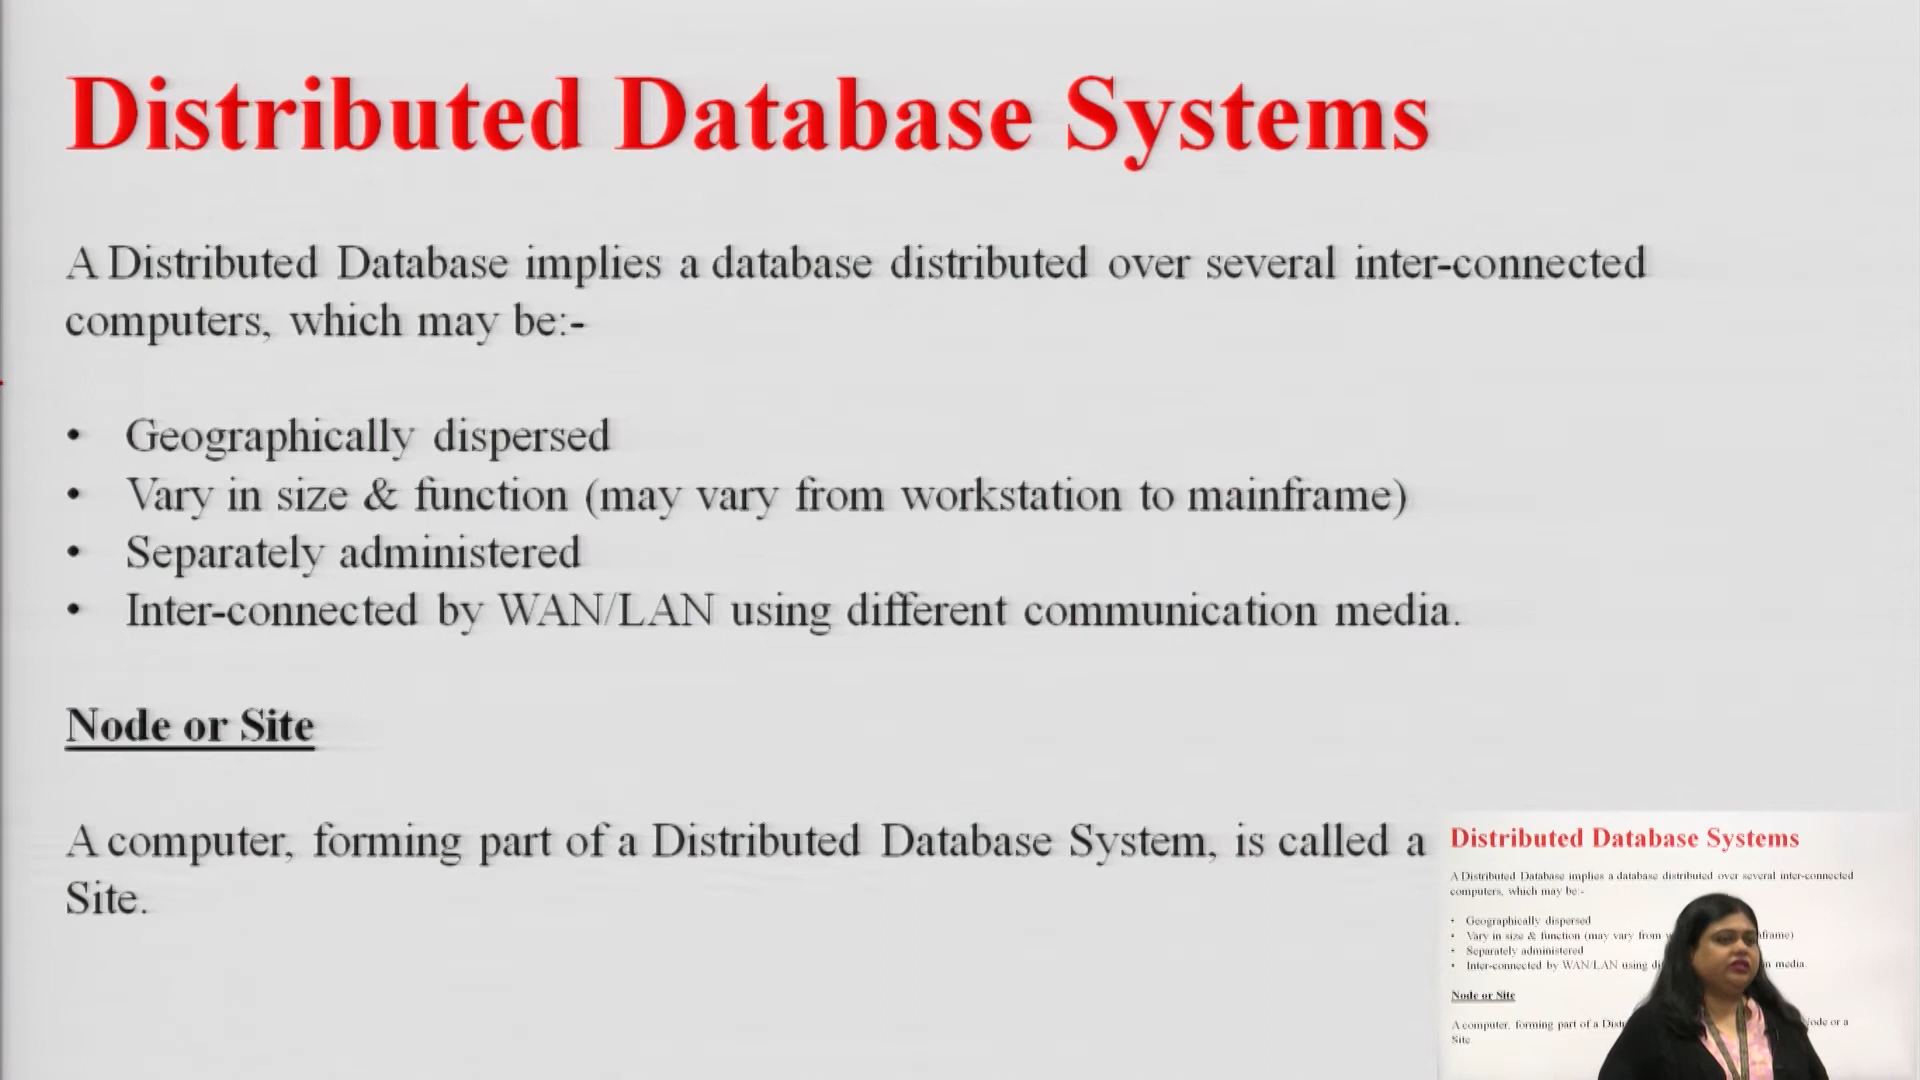 Distributed Database Systems
A Distributed Database implies a database distributed over several inter-connected
computers, which may be:-
• Geographically dispersed
• Vary in size & function (may vary from workstation to mainframe)
• Separately administered
• Inter-connected by WAN/LAN using different communication media.
Node or Site
A computer, forming part of a Distributed Database System, is called a
Site.
Distributed Database Systems
A Distributed Database implies a database distributed over several inter-connected
computers, which may be:-
• Geographically dispersed
• Vary in size & function (may vary from frame)
• Separately administered
• Inter-connected by WAN/LAN using media
Node or Site
A computer, forming part of a or a
Site